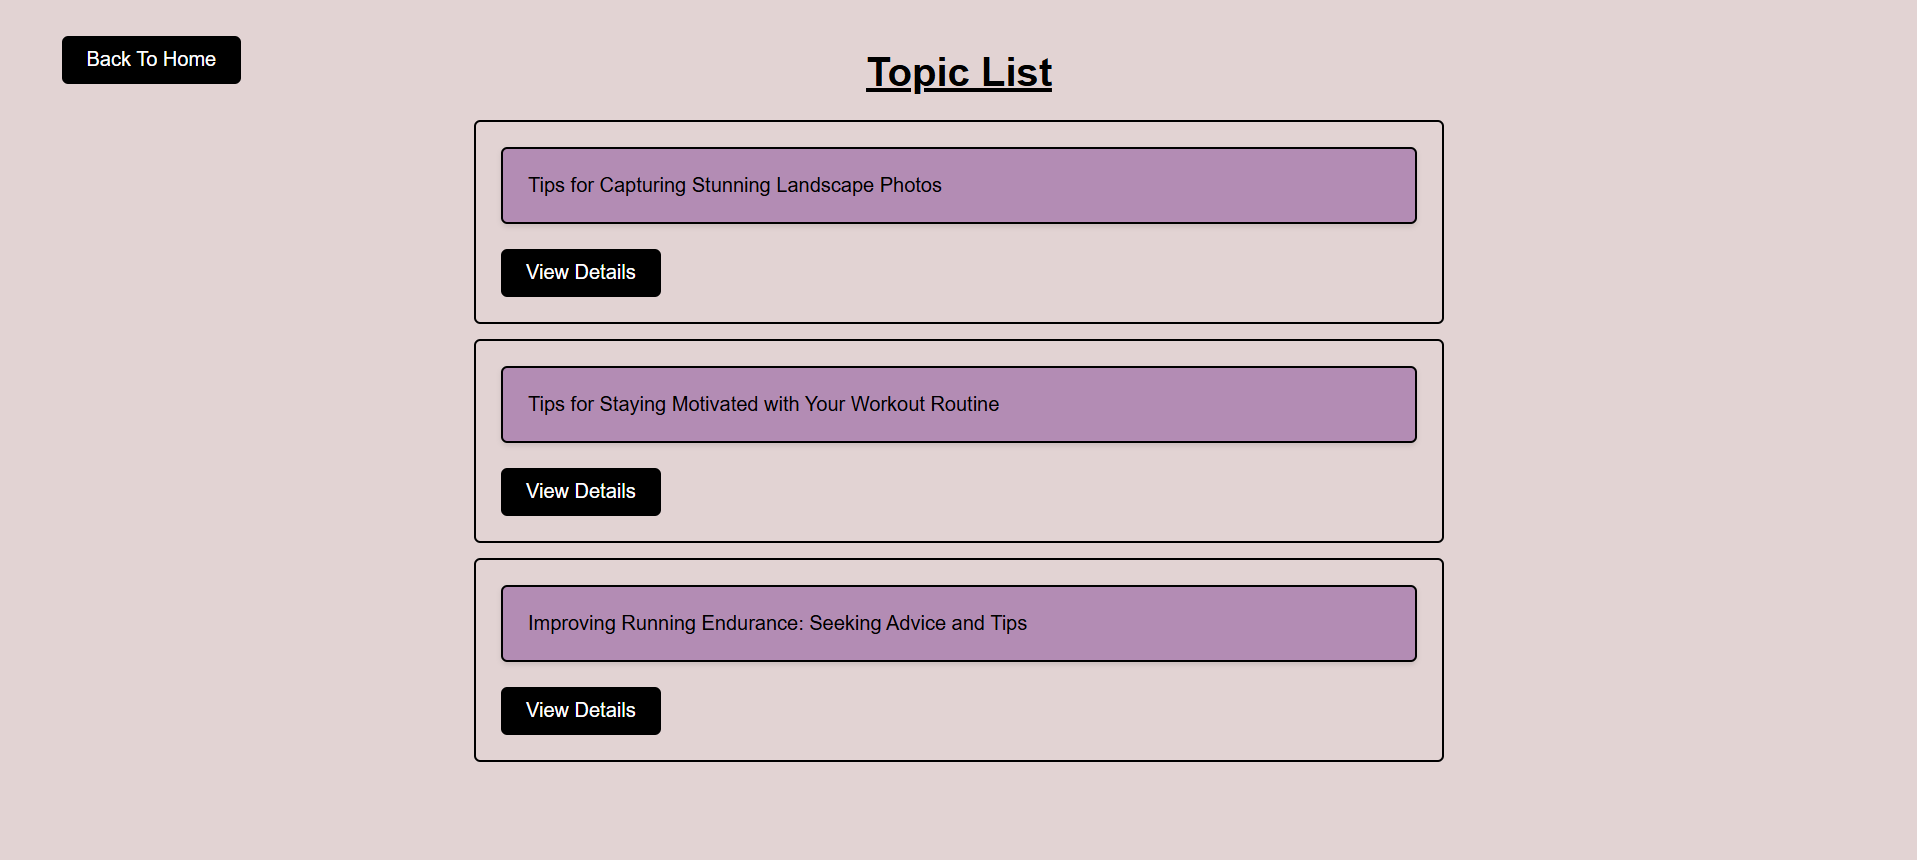 Back To Home
Topic List
Tips for Capturing Stunning Landscape Photos
View Details
Tips for Staying Motivated with Your Workout Routine
View Details
Improving Running Endurance: Seeking Advice and Tips
View Details